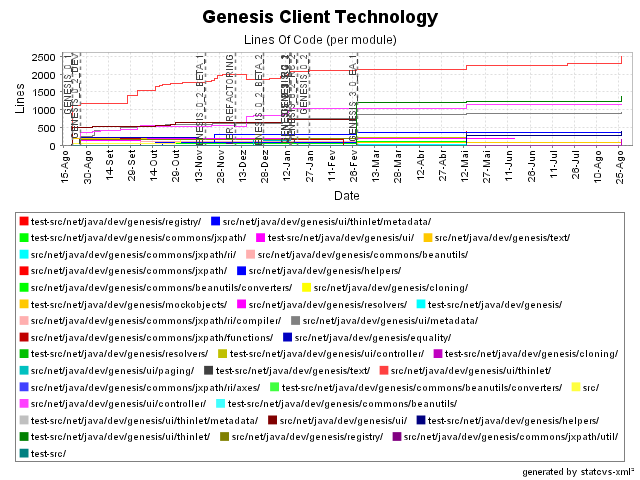 Genesis Client Technology
Lines Of Code (per module)
Lines
2500
2000
1500
1000
500
0
GENESIS_0_1
GENESIS_0_2_DEV
GENESIS_0_2_BETA_1
GENESIS_0_2_BETA_2
GENESIS_0_2
GENESIS_3_0_EA_1
15-Ago
30-Ago
14-Set
29-Set
14-Out
29-Out
13-Nov
28-Nov
13-Dez
28-Dez
12-Jan
27-Jan
11-Fev
26-Fev
13-Mar
28-Mar
12-Abr
27-Abr
12-Mai
27-Mai
11-Jun
26-Jun
11-Jul
26-Jul
10-Ago
25-Ago
Date
test-src/net/java/dev/genesis/registry/ src/net/java/dev/genesis/ui/thinlet/metadata/
test-src/net/java/dev/genesis/commons/jxpath/ test-src/net/java/dev/genesis/ui/ src/net/java/dev/genesis/text/
src/net/java/dev/genesis/commons/jxpath/ri/ src/net/java/dev/genesis/commons/beanutils/
src/net/java/dev/genesis/commons/jxpath/ src/net/java/dev/genesis/helpers/
src/net/java/dev/genesis/commons/beanutils/converters/ src/net/java/dev/genesis/cloning/
test-src/net/java/dev/genesis/mockobjects/ src/net/java/dev/genesis/resolvers/ test-src/net/java/dev/genesis/
src/net/java/dev/genesis/commons/jxpath/ri/compiler/ src/net/java/dev/genesis/ui/metadata/
src/net/java/dev/genesis/commons/jxpath/functions/ src/net/java/dev/genesis/equality/
test-src/net/java/dev/genesis/resolvers/ test-src/net/java/dev/genesis/ui/controller/ test-src/net/java/dev/genesis/cloning/
src/net/java/dev/genesis/ui/paging/ test-src/net/java/dev/genesis/text/ src/net/java/dev/genesis/ui/thinlet/
src/net/java/dev/genesis/commons/jxpath/ri/axes/ test-src/net/java/dev/genesis/commons/beanutils/converters/ src/
src/net/java/dev/genesis/ui/controller/ test-src/net/java/dev/genesis/commons/beanutils/
test-src/net/java/dev/genesis/ui/thinlet/metadata/ src/net/java/dev/genesis/ui/ test-src/net/java/dev/genesis/helpers/
test-src/net/java/dev/genesis/ui/thinlet/ src/net/java/dev/genesis/registry/ src/net/java/dev/genesis/commons/jxpath/util/
test-src/
generated by statcvs-xml²